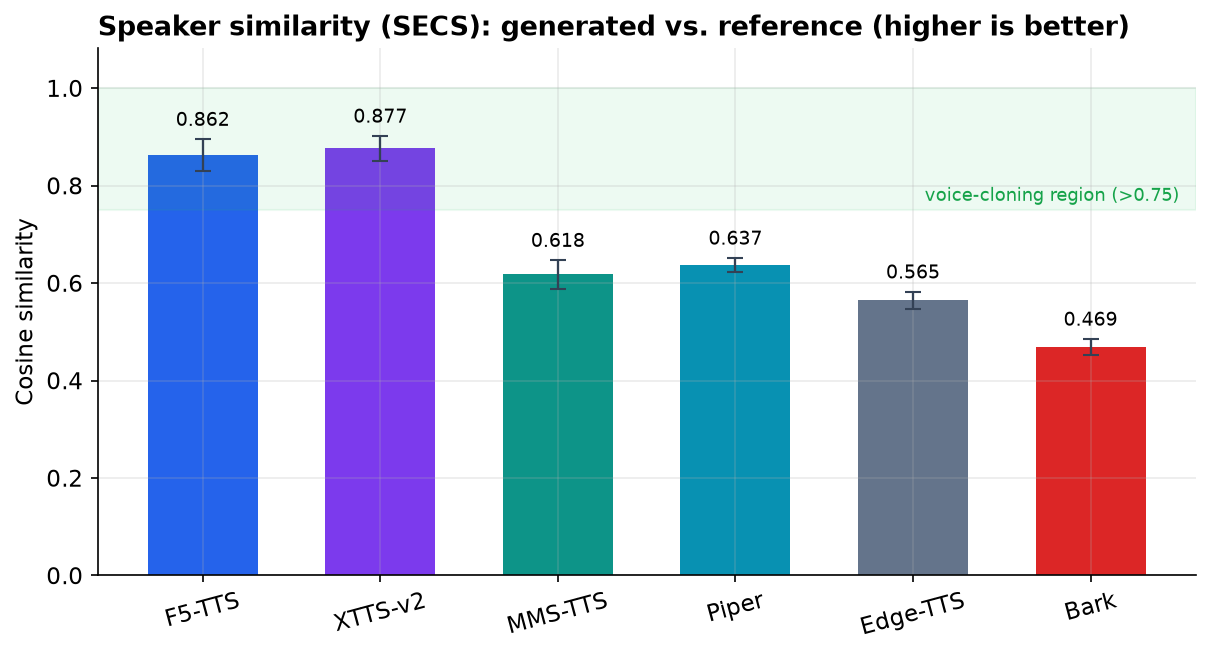 Speaker similarity (SECS): generated vs. reference (higher is better)
Cosine similarity
1.0
0.8
0.6
0.4
0.2
0.0
0.862
0.877
0.618
0.637
0.565
0.469
voice-cloning region (>0.75)
F5-TTS
XTTS-v2
MMS-TTS
Piper
Edge-TTS
Bark